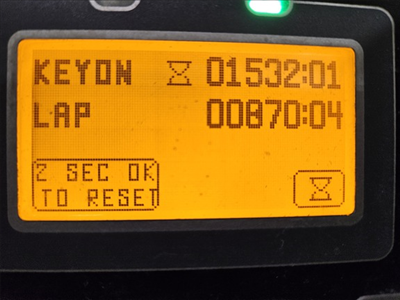 KEYON 01532:01
LAP 00870:04
2 SEC OK
TO RESET